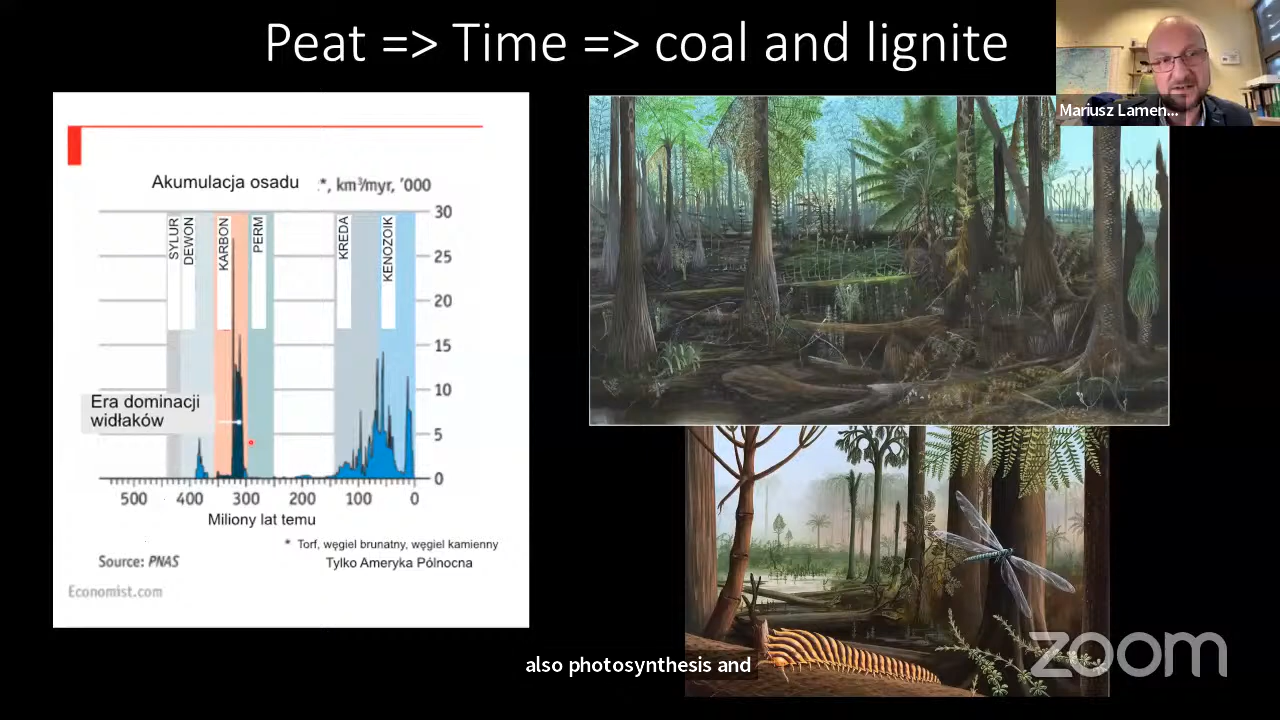 Peat => Time => coal and lignite
Mariusz Lamen...
Akumulacja osadu *, km³/myr, ’000
30
25
20
15
10
5
0
SYLUR
DEWON
KARBON
PERM
KREDA
KENOZOIK
Era dominacji
widłaków
500 400 300 200 100 0
Miliony lat temu
* Torf, węgiel brunatny, węgiel kamienny
Source: PNAS
Tylko Ameryka Północna
Economist.com
also photosynthesis and
zoom